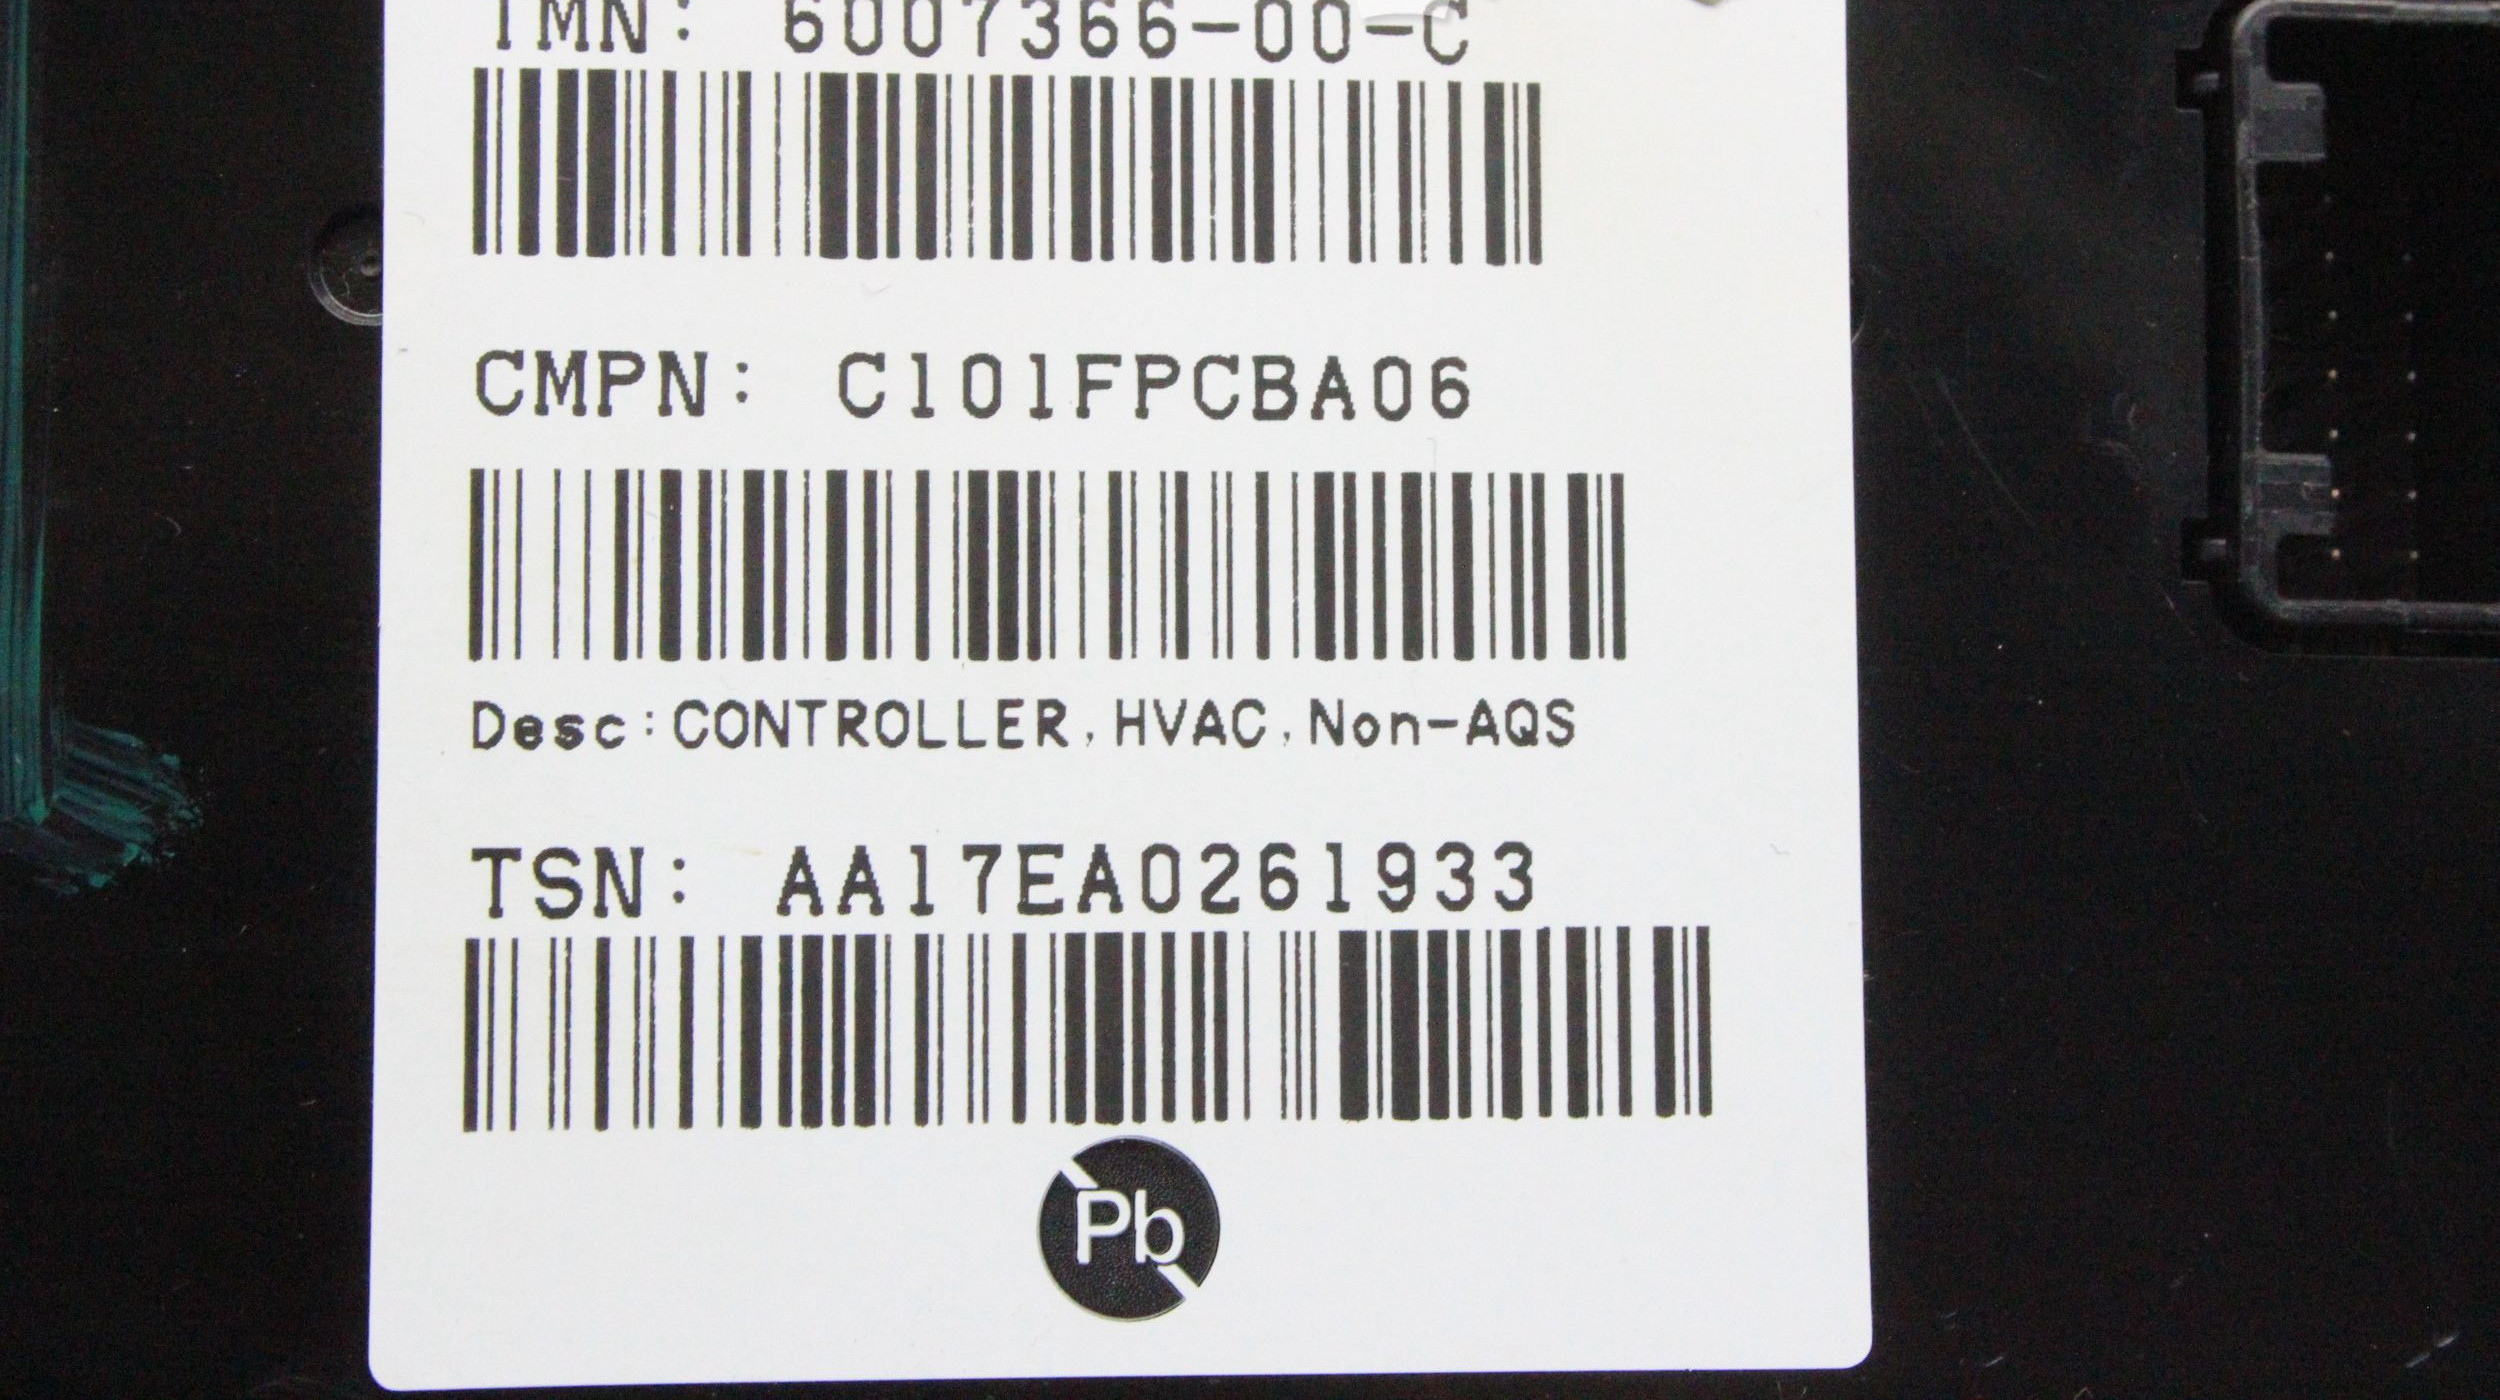 TMN: 6007366-00-C
CMPN: C101FPCBA06
Desc:CONTROLLER,HVAC,Non-AQS
TSN: AA17EA0261933
Pb